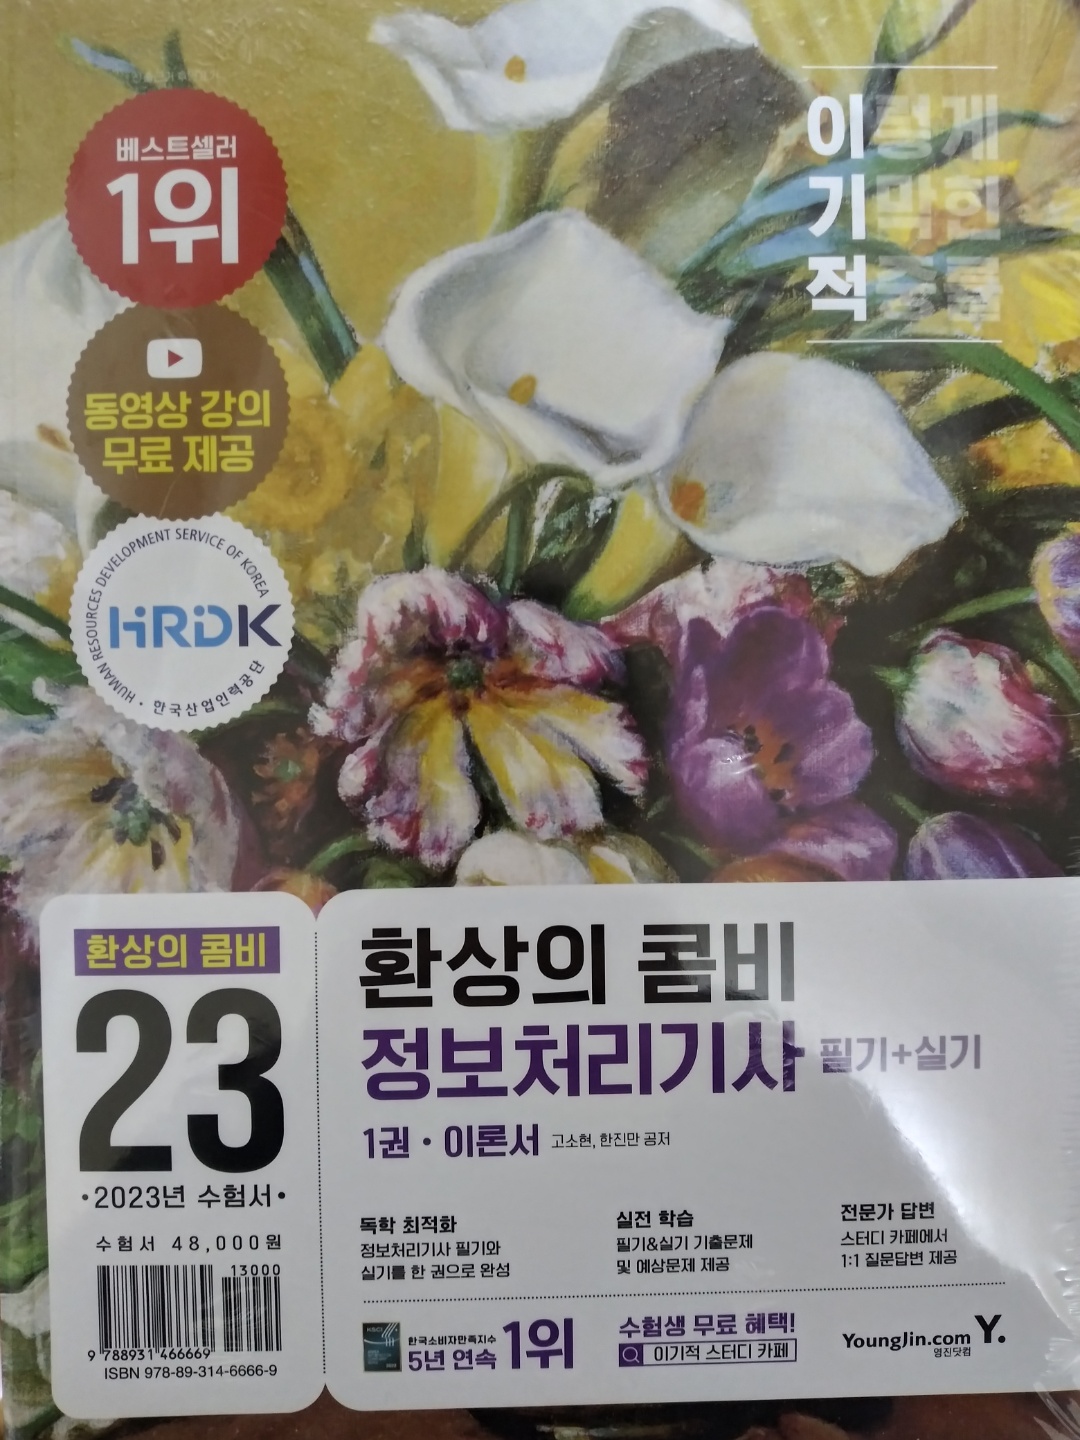 베스트셀러
1위
동영상 강의
무료 제공
HUMAN RESOURCES DEVELOPMENT SERVICE OF KOREA
HRDK
• 한국산업인력공단
이렇게
기막힌
적중률
환상의 콤비
23
•2023년 수험서•
수험서 48,000원
13000
9 788931 466669
ISBN 978-89-314-6666-9
환상의 콤비
정보처리기사 필기+실기
1권 • 이론서 고소현, 한진만 공저
독학 최적화
정보처리기사 필기와
실기를 한 권으로 완성
실전 학습
필기&실기 기출문제
및 예상문제 제공
전문가 답변
스터디 카페에서
1:1 질문답변 제공
KCSI
한국소비자만족지수
5년 연속 1위
수험생 무료 혜택!
이기적 스터디 카페
YoungJin.com Y.
영진닷컴